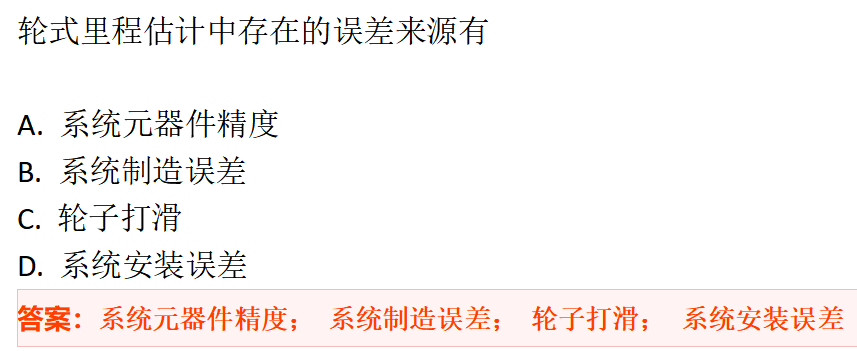 轮式里程估计中存在的误差来源有
A. 系统元器件精度
B. 系统制造误差
C. 轮子打滑
D. 系统安装误差
答案：系统元器件精度； 系统制造误差； 轮子打滑； 系统安装误差